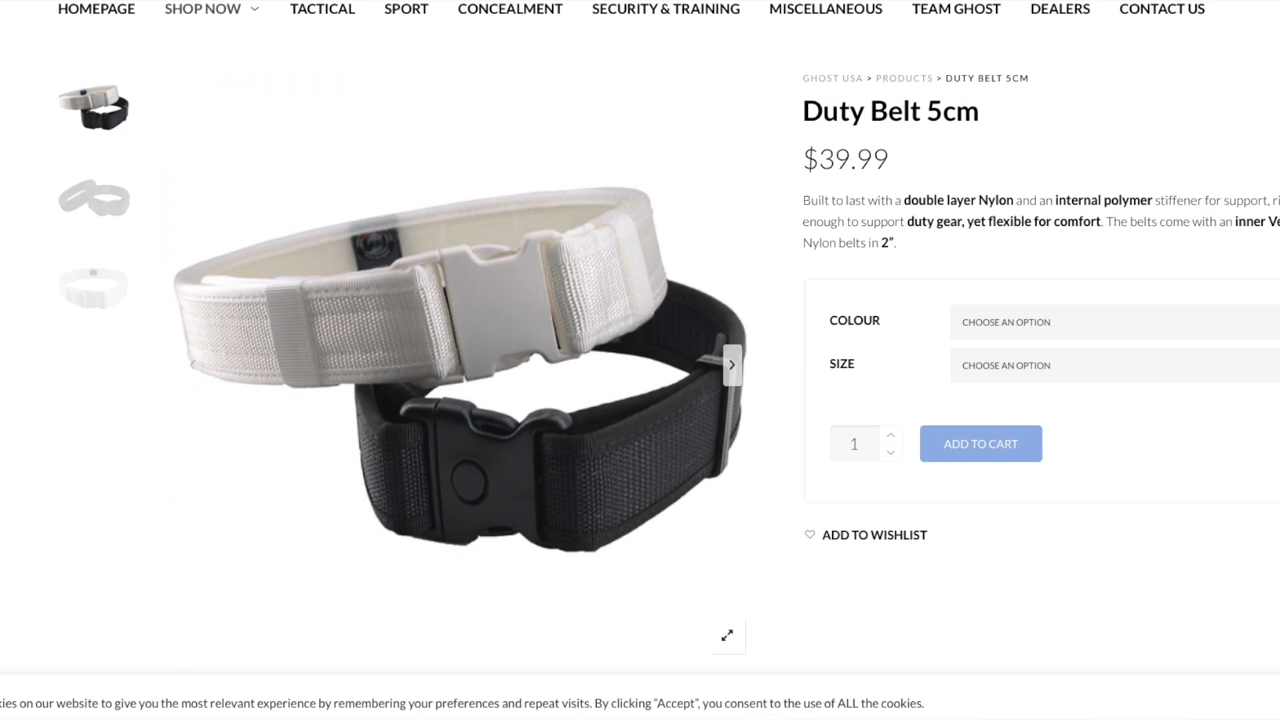 HOMEPAGE SHOP NOW TACTICAL SPORT CONCEALMENT SECURITY & TRAINING MISCELLANEOUS TEAM GHOST DEALERS CONTACT US
GHOST USA > PRODUCTS > DUTY BELT 5CM
Duty Belt 5cm
$39.99
Built to last with a double layer Nylon and an internal polymer stiffener for support,
enough to support duty gear, yet flexible for comfort. The belts come with an inner
Nylon belts in 2”.
COLOUR CHOOSE AN OPTION
SIZE CHOOSE AN OPTION
1 ADD TO CART
ADD TO WISHLIST
on our website to give you the most relevant experience by remembering your preferences and repeat visits. By clicking “Accept”, you consent to the use of ALL the cookies.